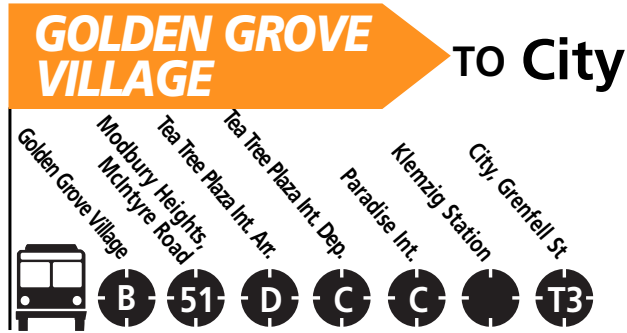 GOLDEN GROVE
VILLAGE
TO City
Golden Grove Village
Modbury Heights,
McIntyre Road
Tea Tree Plaza Int. Arr.
Tea Tree Plaza Int. Dep.
Paradise Int.
Klemzig Station
City, Grenfell St
B 51 D C C T3